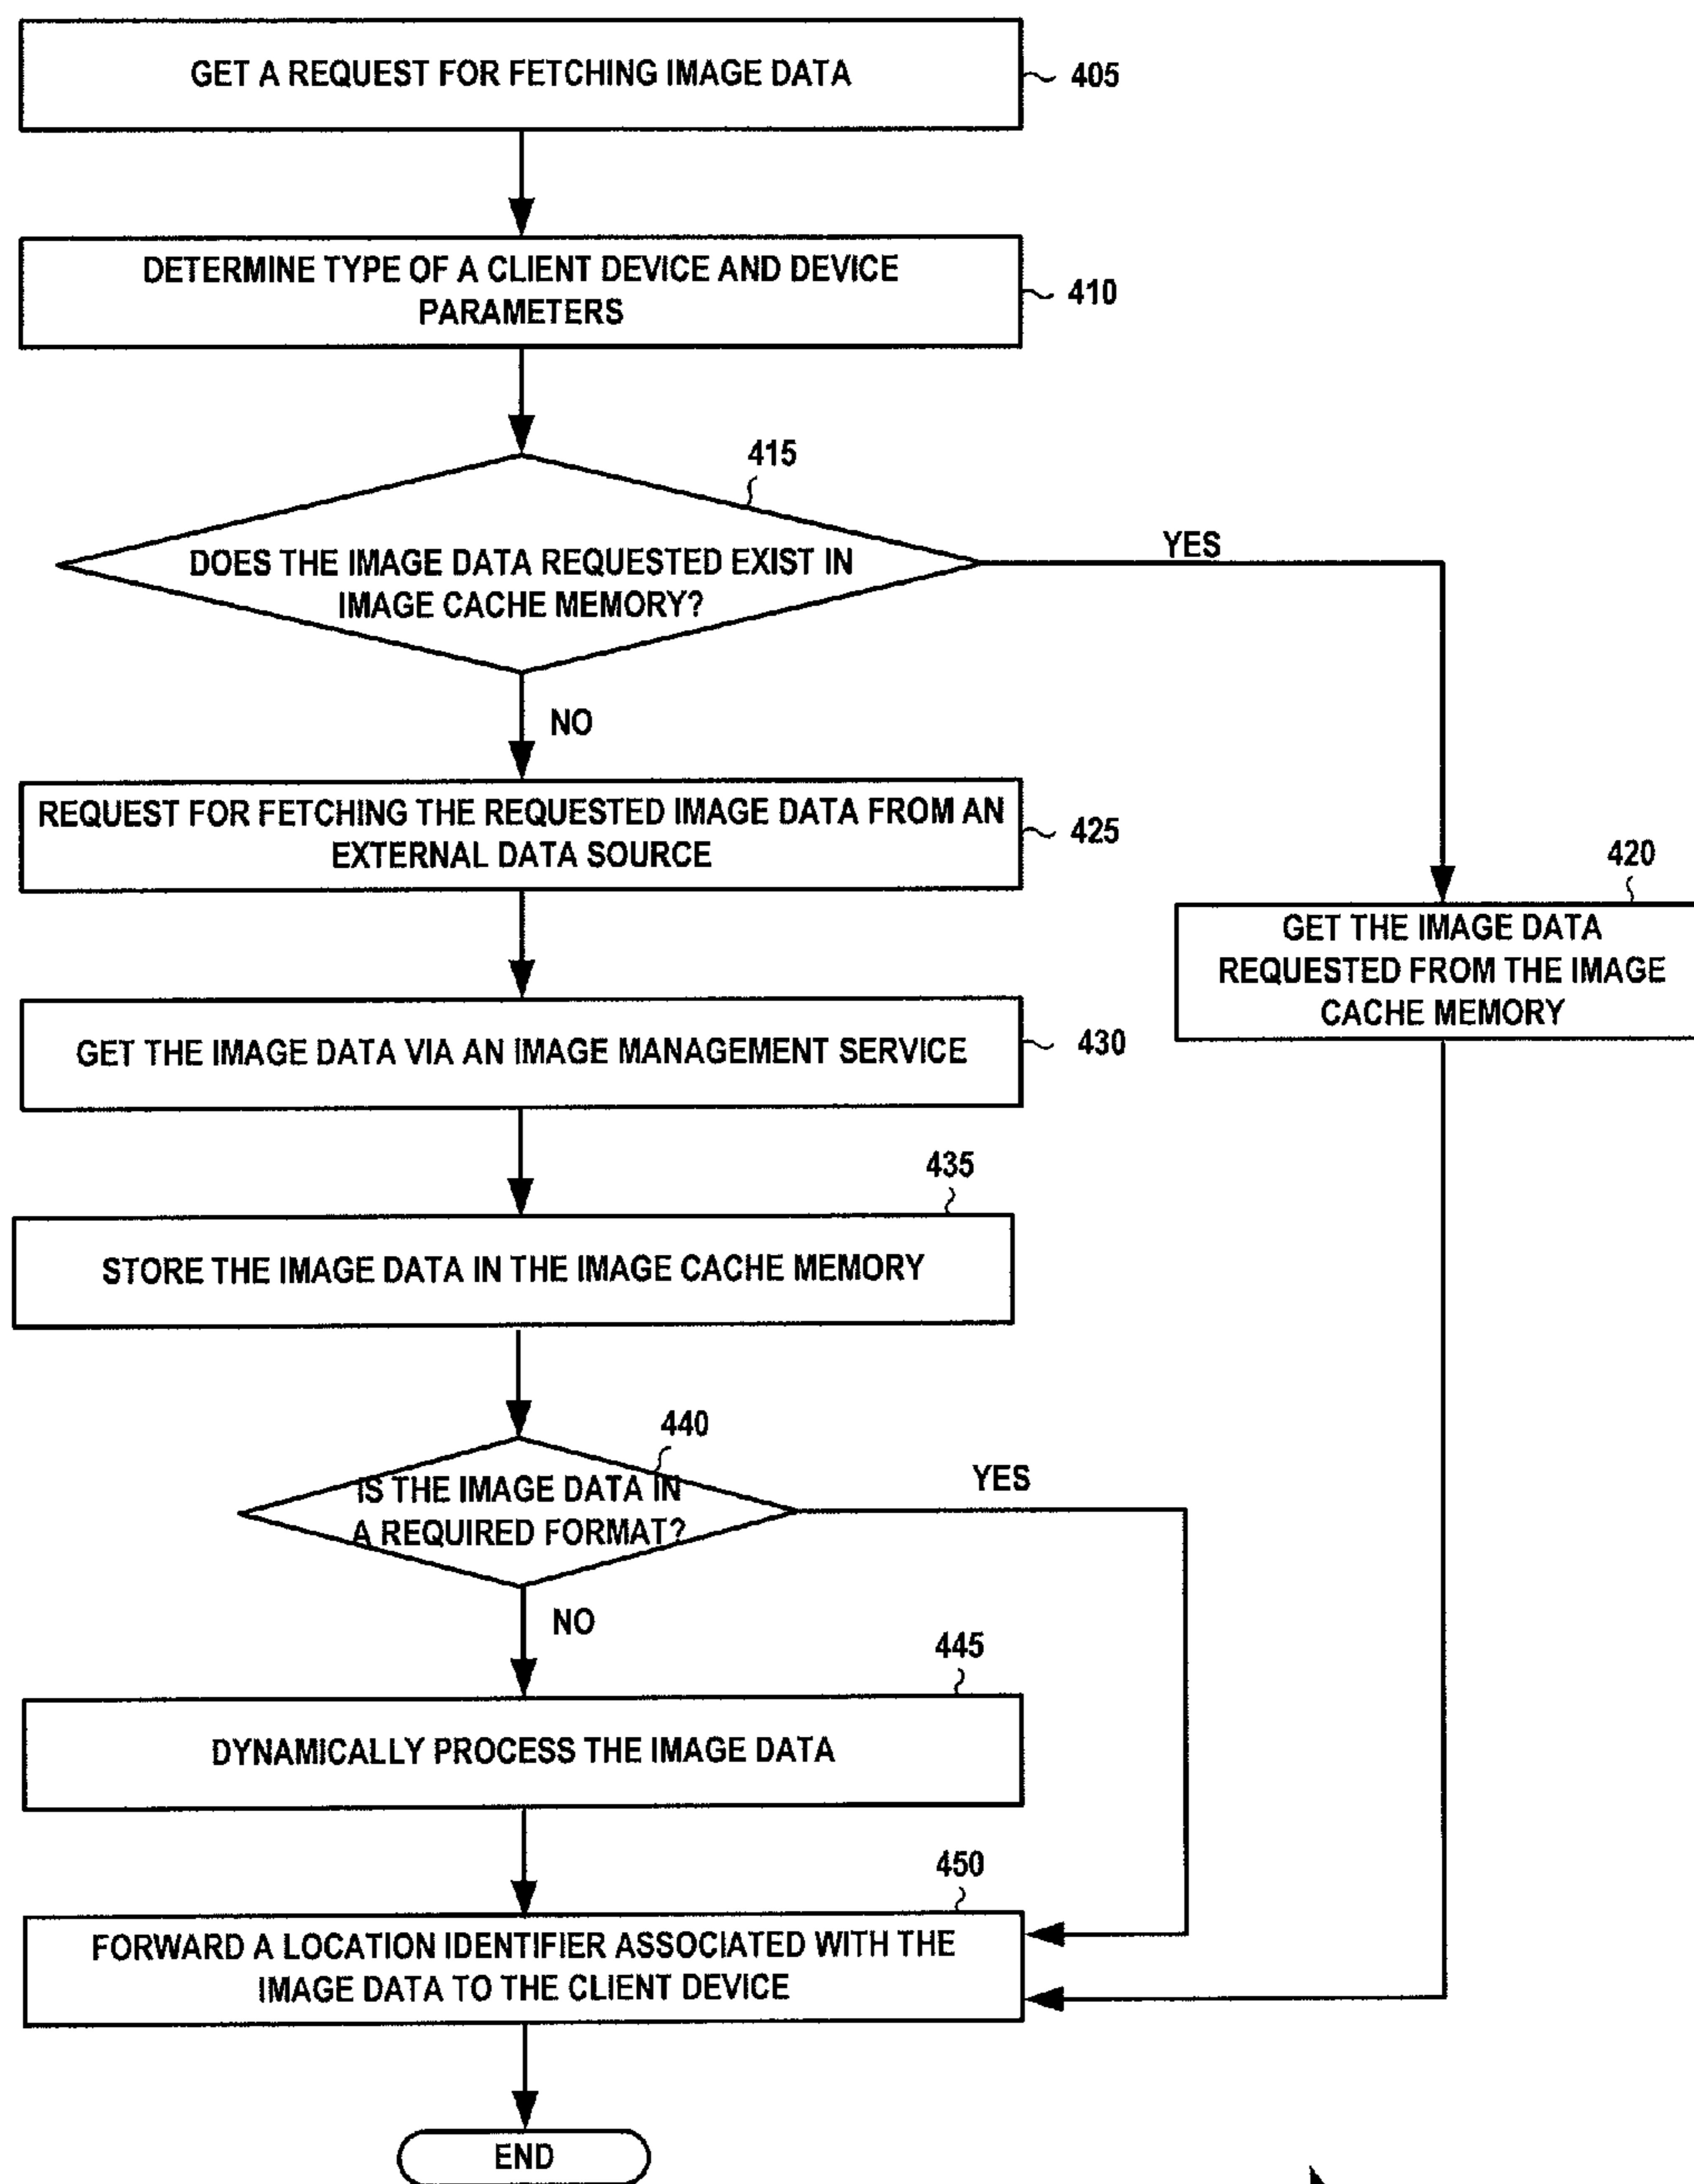 GET A REQUEST FOR FETCHING IMAGE DATA
405
DETERMINE TYPE OF A CLIENT DEVICE AND DEVICE
PARAMETERS
410
415
DOES THE IMAGE DATA REQUESTED EXIST IN
IMAGE CACHE MEMORY?
YES
NO
REQUEST FOR FETCHING THE REQUESTED IMAGE DATA FROM AN
EXTERNAL DATA SOURCE
425
420
GET THE IMAGE DATA
REQUESTED FROM THE IMAGE
CACHE MEMORY
GET THE IMAGE DATA VIA AN IMAGE MANAGEMENT SERVICE
430
435
STORE THE IMAGE DATA IN THE IMAGE CACHE MEMORY
440
IS THE IMAGE DATA IN
A REQUIRED FORMAT?
YES
NO
445
DYNAMICALLY PROCESS THE IMAGE DATA
450
FORWARD A LOCATION IDENTIFIER ASSOCIATED WITH THE
IMAGE DATA TO THE CLIENT DEVICE
END